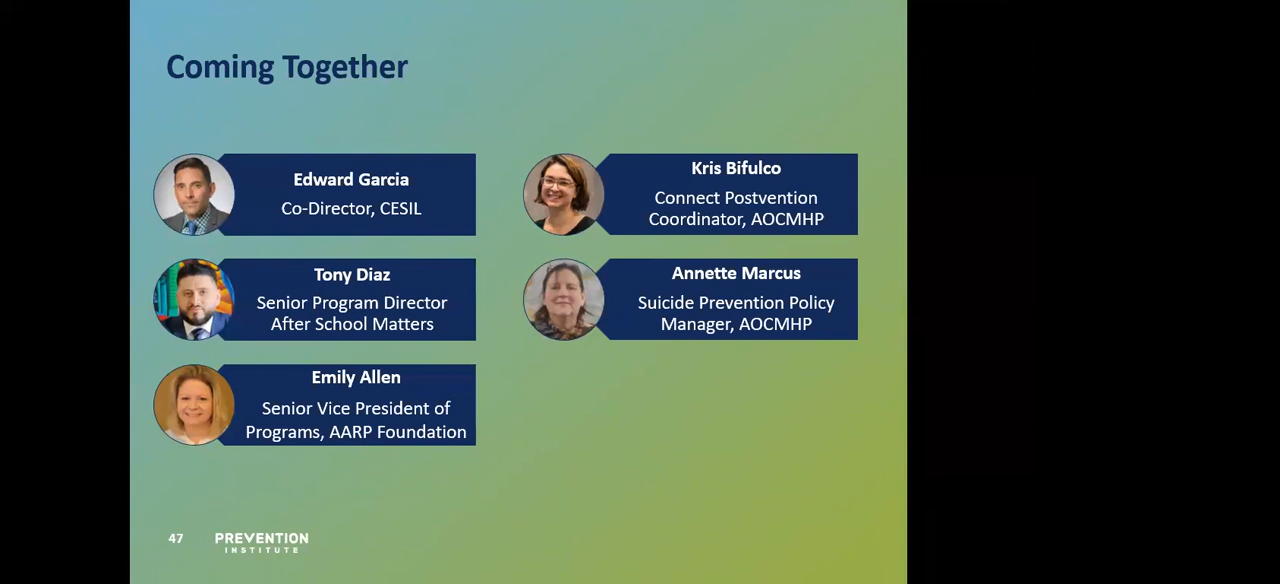 Coming Together
Edward Garcia
Co-Director, CESIL
Tony Diaz
Senior Program Director
After School Matters
Emily Allen
Senior Vice President of
Programs, AARP Foundation
Kris Bifulco
Connect Postvention
Coordinator, AOCMHP
Annette Marcus
Suicide Prevention Policy
Manager, AOCMHP
47
PREVENTION
INSTITUTE